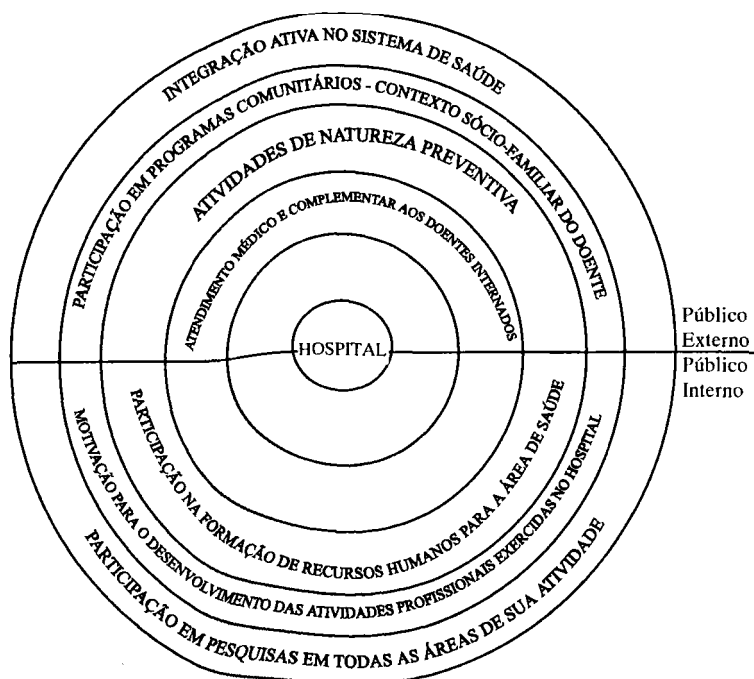 INTEGRAÇÃO ATIVA NO SISTEMA DE SAÚDE
PARTICIPAÇÃO EM PROGRAMAS COMUNITÁRIOS - CONTEXTO SÓCIO-FAMILIAR DO DOENTE
ATIVIDADES DE NATUREZA PREVENTIVA
ATENDIMENTO MÉDICO E COMPLEMENTAR AOS DOENTES INTERNADOS
HOSPITAL
Público
Externo
Público
Interno
PARTICIPAÇÃO NA FORMAÇÃO DE RECURSOS HUMANOS PARA A ÁREA DE SAÚDE
MOTIVAÇÃO PARA O DESENVOLVIMENTO DAS ATIVIDADES PROFISSIONAIS EXERCIDAS NO HOSPITAL
PARTICIPAÇÃO EM PESQUISAS EM TODAS AS ÁREAS DE SUA ATIVIDADE